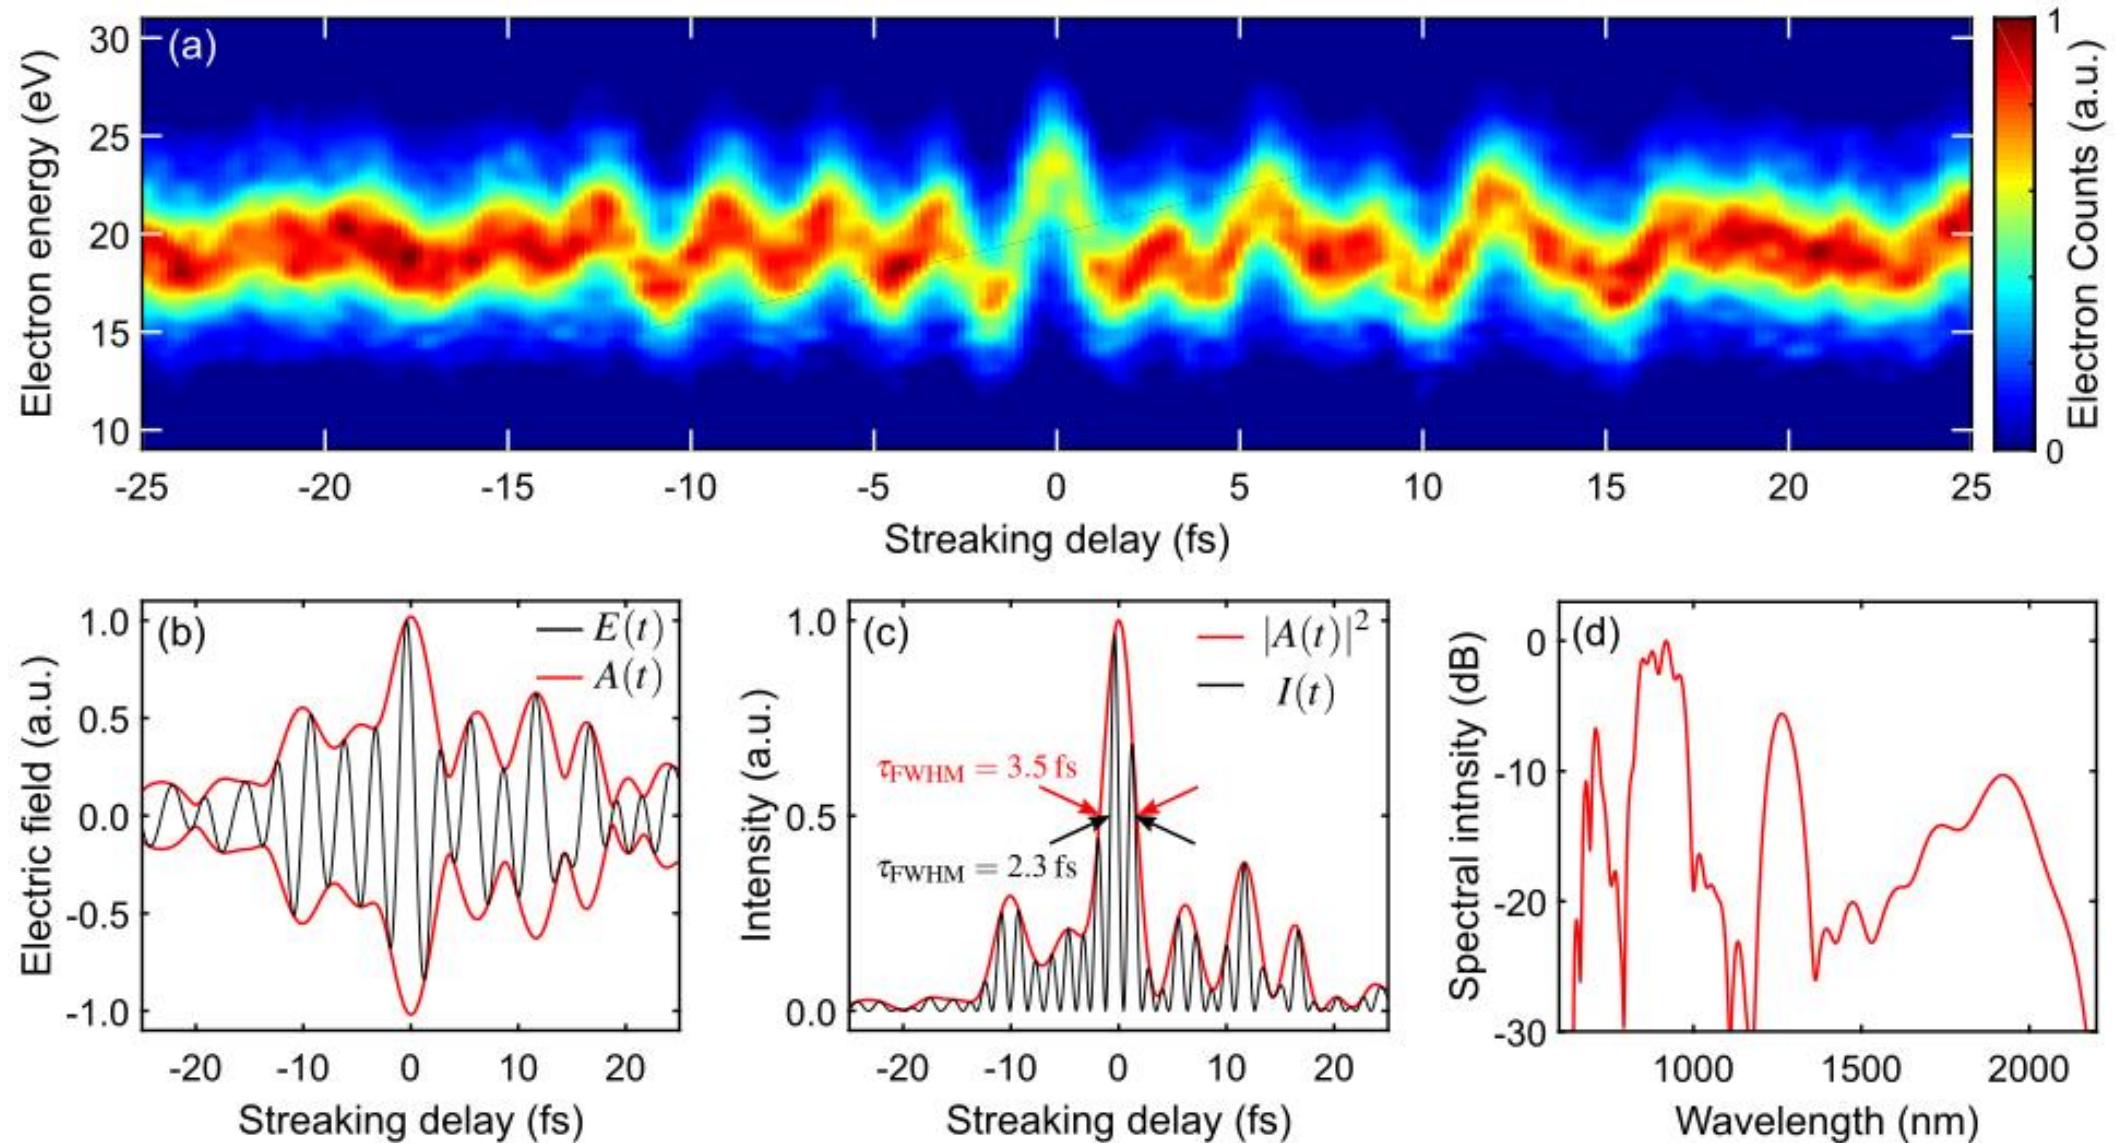 (a)
Electron energy (eV)
30
25
20
15
10
-25 -20 -15 -10 -5 0 5 10 15 20 25
Streaking delay (fs)
1
0
Electron Counts (a.u.)
(b)
E(t)
A(t)
Electric field (a.u.)
1.0
0.5
0.0
-0.5
-1.0
-20 -10 0 10 20
Streaking delay (fs)
(c)
|A(t)|²
I(t)
τFWHM = 3.5 fs
τFWHM = 2.3 fs
Intensity (a.u.)
1.0
0.5
0.0
-20 -10 0 10 20
Streaking delay (fs)
(d)
Spectral intnsity (dB)
0
-10
-20
-30
1000 1500 2000
Wavelength (nm)